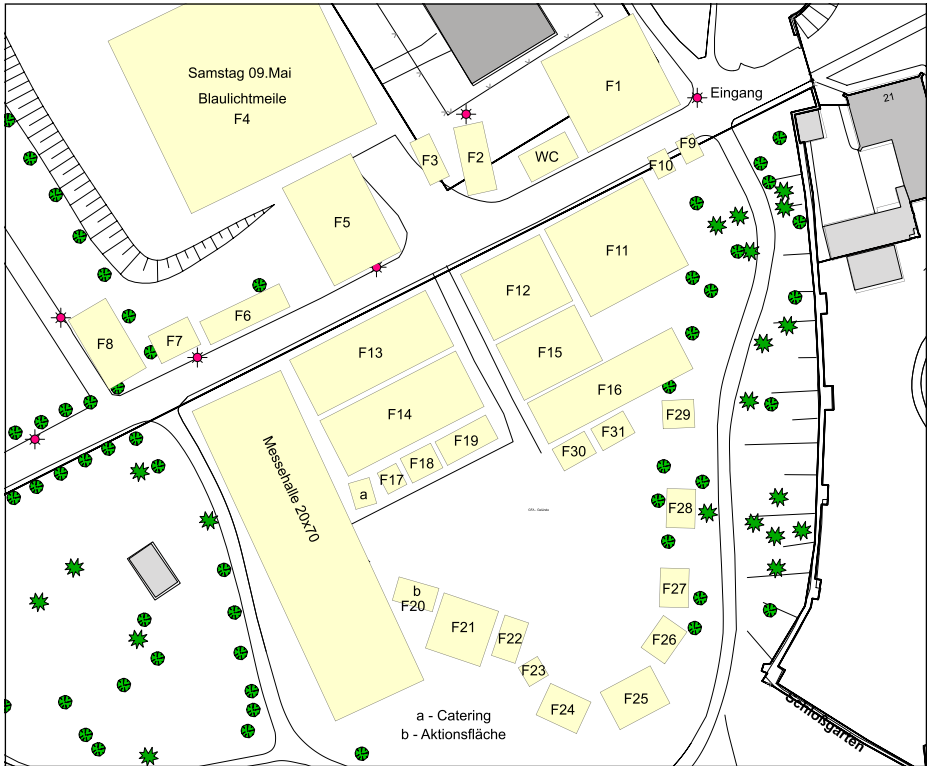 Samstag 09.Mai
Blaulichtmeile
F4
F1
Eingang
21
F3
F2
WC
F9
F10
F5
F11
F12
F6
F7
F8
F13
F15
F14
F16
F29
F31
F30
F19
F18
F17
a
Messehalle 20x70
F28
F27
b
F20
F21
F22
F26
F23
F25
F24
a - Catering
b - Aktionsfläche
Schloßgarten